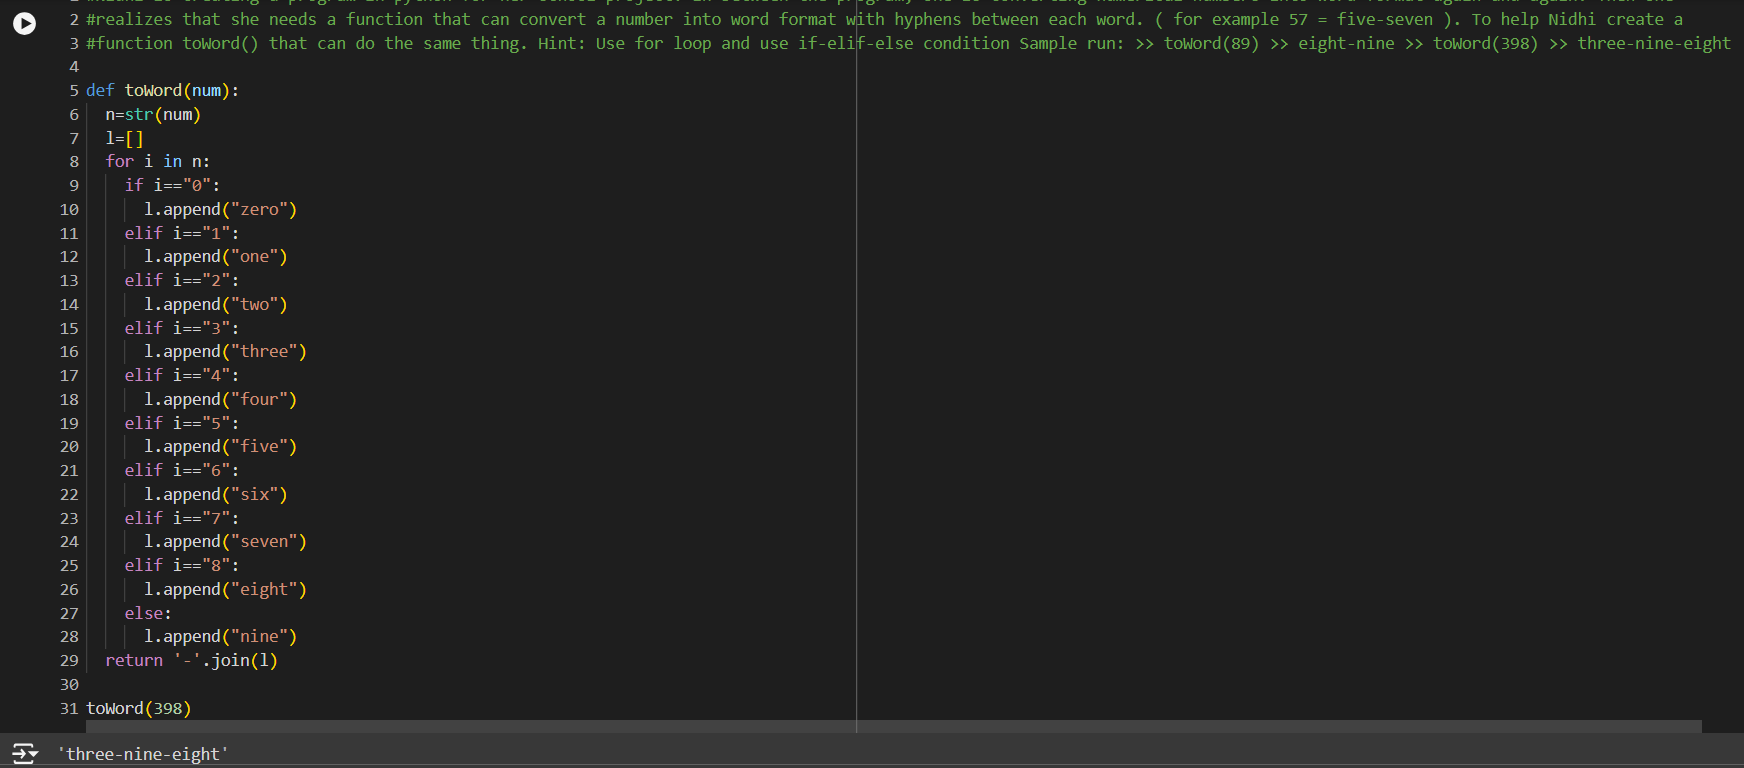 2 #realizes that she needs a function that can convert a number into word format with hyphens between each word. ( for example 57 = five-seven ). To help Nidhi create a
3 #function toWord() that can do the same thing. Hint: Use for loop and use if-elif-else condition Sample run: >> toWord(89) >> eight-nine >> toWord(398) >> three-nine-eight
4
5 def toWord(num):
6   n=str(num)
7   l=[]
8   for i in n:
9     if i=="0":
10       l.append("zero")
11     elif i=="1":
12       l.append("one")
13     elif i=="2":
14       l.append("two")
15     elif i=="3":
16       l.append("three")
17     elif i=="4":
18       l.append("four")
19     elif i=="5":
20       l.append("five")
21     elif i=="6":
22       l.append("six")
23     elif i=="7":
24       l.append("seven")
25     elif i=="8":
26       l.append("eight")
27     else:
28       l.append("nine")
29   return '-'.join(l)
30
31 toWord(398)
'three-nine-eight'